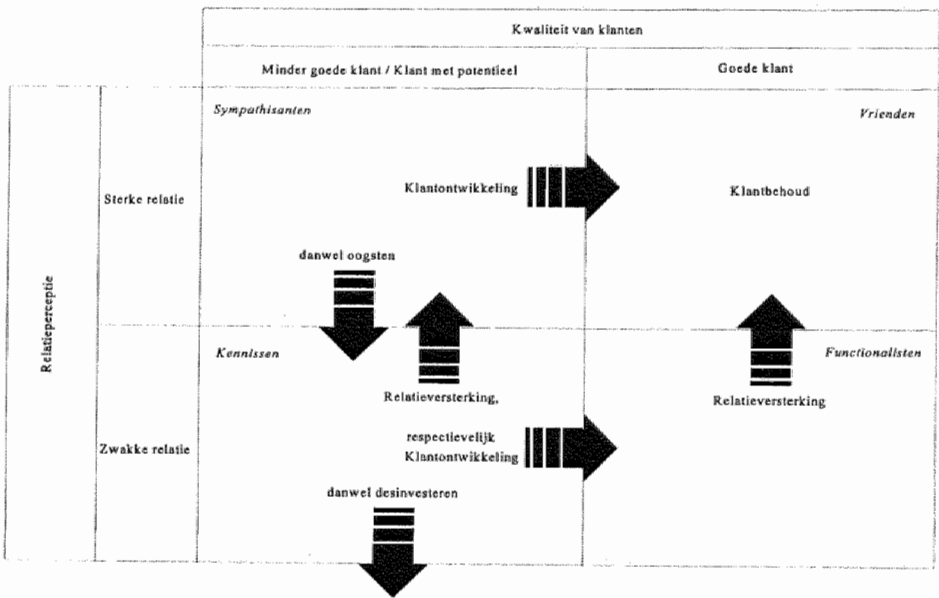 Kwaliteit van klanten
Minder goede klant / Klant met potentieel
Goede klant
Relatieperceptie
Sterke relatie
Sympathisanten
Klantontwikkeling
danwel oogsten
Vrienden
Klantbehoud
Zwakke relatie
Kennissen
Relatieversterking,
respectievelijk
Klantontwikkeling
danwel desinvesteren
Functionalisten
Relatieversterking